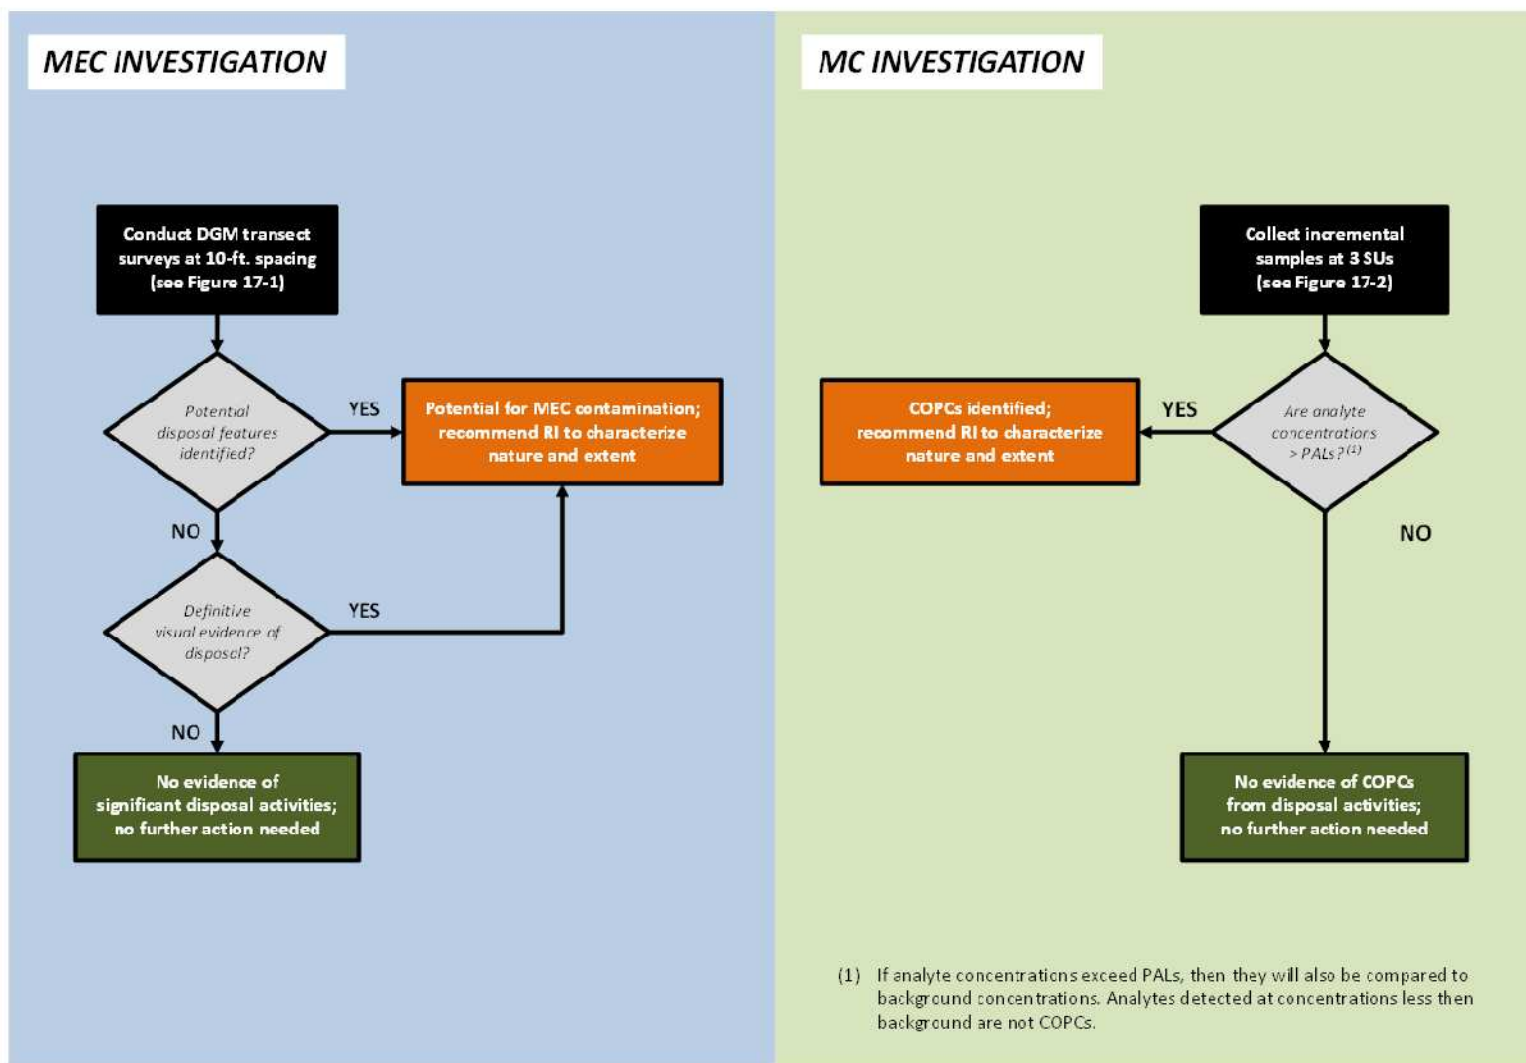 MEC INVESTIGATION
Conduct DGM transect
surveys at 10-ft. spacing
(see Figure 17-1)
Potential
disposal features
identified?
YES
Potential for MEC contamination;
recommend RI to characterize
nature and extent
NO
Definitive
visual evidence of
disposal?
YES
NO
No evidence of
significant disposal activities;
no further action needed
MC INVESTIGATION
Collect incremental
samples at 3 SUs
(see Figure 17-2)
Are analyte
concentrations
> PALs?(1)
YES
COPCs identified;
recommend RI to characterize
nature and extent
NO
No evidence of COPCs
from disposal activities;
no further action needed
(1) If analyte concentrations exceed PALs, then they will also be compared to
background concentrations. Analytes detected at concentrations less then
background are not COPCs.